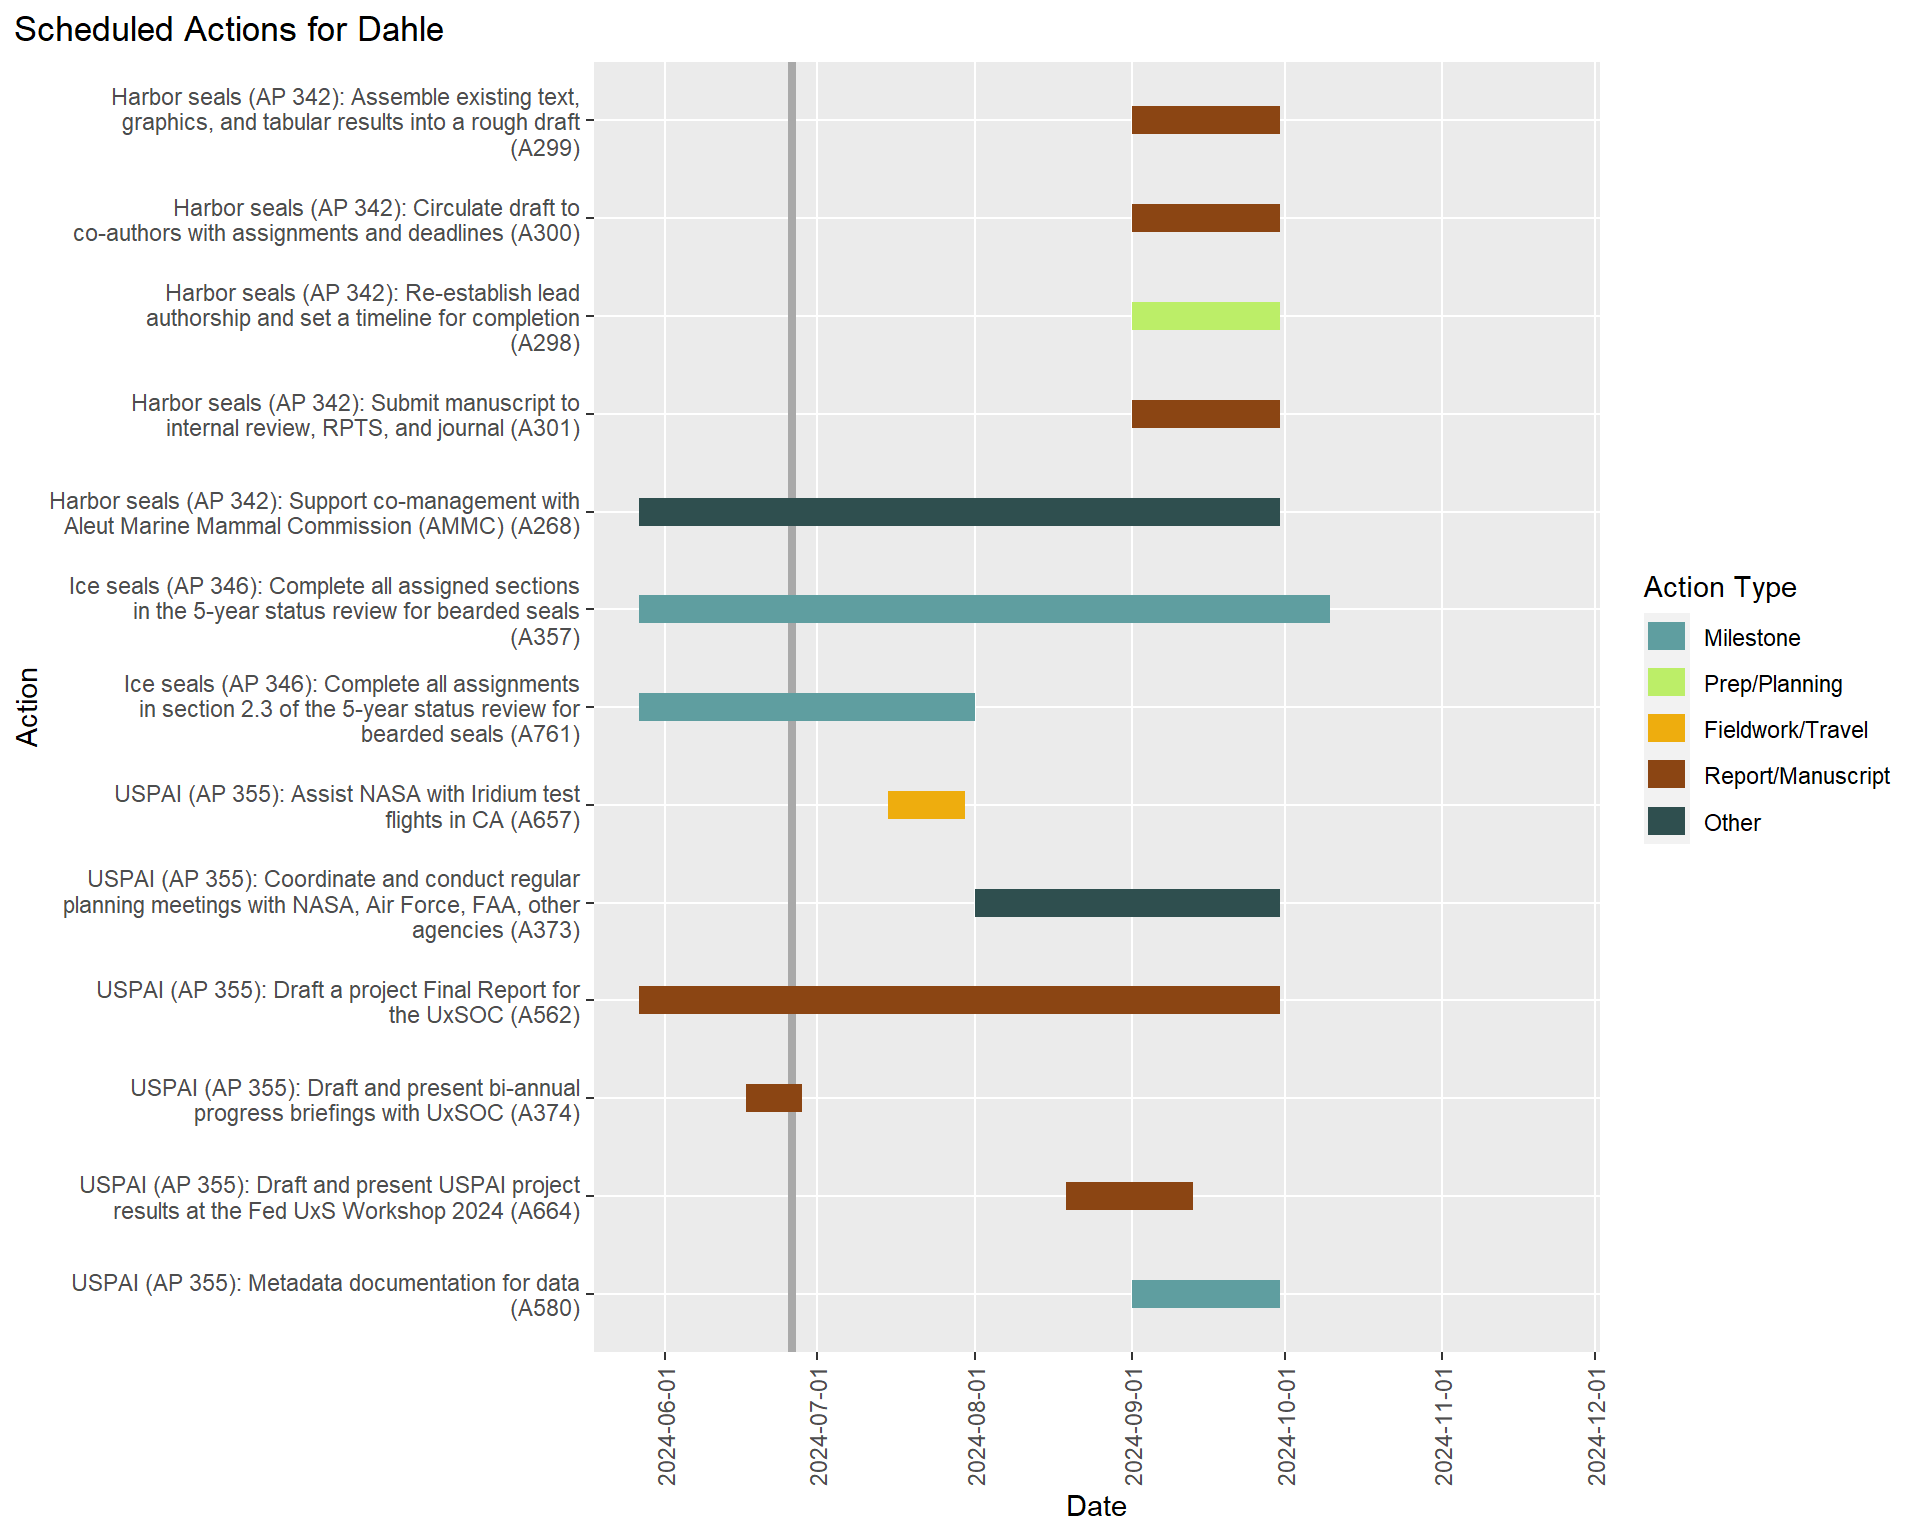 Scheduled Actions for Dahle
Harbor seals (AP 342): Assemble existing text,
graphics, and tabular results into a rough draft
(A299)
Harbor seals (AP 342): Circulate draft to
co-authors with assignments and deadlines (A300)
Harbor seals (AP 342): Re-establish lead
authorship and set a timeline for completion
(A298)
Harbor seals (AP 342): Submit manuscript to
internal review, RPTS, and journal (A301)
Harbor seals (AP 342): Support co-management with
Aleut Marine Mammal Commission (AMMC) (A268)
Ice seals (AP 346): Complete all assigned sections
in the 5-year status review for bearded seals
(A357)
Ice seals (AP 346): Complete all assignments
in section 2.3 of the 5-year status review for
bearded seals (A761)
USPAI (AP 355): Assist NASA with Iridium test
flights in CA (A657)
USPAI (AP 355): Coordinate and conduct regular
planning meetings with NASA, Air Force, FAA, other
agencies (A373)
USPAI (AP 355): Draft a project Final Report for
the UxSOC (A562)
USPAI (AP 355): Draft and present bi-annual
progress briefings with UxSOC (A374)
USPAI (AP 355): Draft and present USPAI project
results at the Fed UxS Workshop 2024 (A664)
USPAI (AP 355): Metadata documentation for data
(A580)
Action
2024-06-01
2024-07-01
2024-08-01
2024-09-01
2024-10-01
2024-11-01
2024-12-01
Date
Action Type
Milestone
Prep/Planning
Fieldwork/Travel
Report/Manuscript
Other